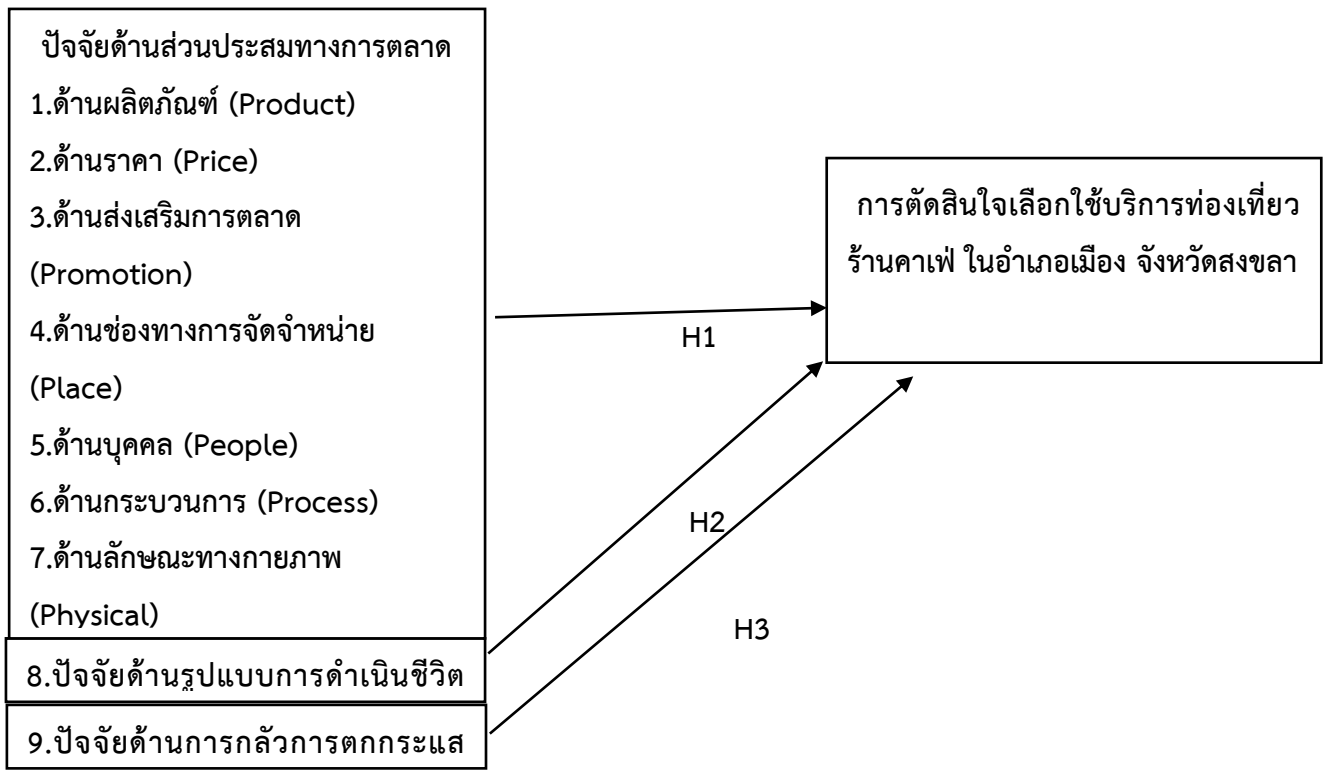 ปัจจัยด้านส่วนประสมทางการตลาด
1.ด้านผลิตภัณฑ์ (Product)
2.ด้านราคา (Price)
3.ด้านส่งเสริมการตลาด
(Promotion)
4.ด้านช่องทางการจัดจำหน่าย
(Place)
5.ด้านบุคคล (People)
6.ด้านกระบวนการ (Process)
7.ด้านลักษณะทางกายภาพ
(Physical)
8.ปัจจัยด้านรูปแบบการดำเนินชีวิต
9.ปัจจัยด้านการกลัวการตกกระแส
H1
H2
H3
การตัดสินใจเลือกใช้บริการท่องเที่ยว
ร้านคาเฟ่ ในอำเภอเมือง จังหวัดสงขลา